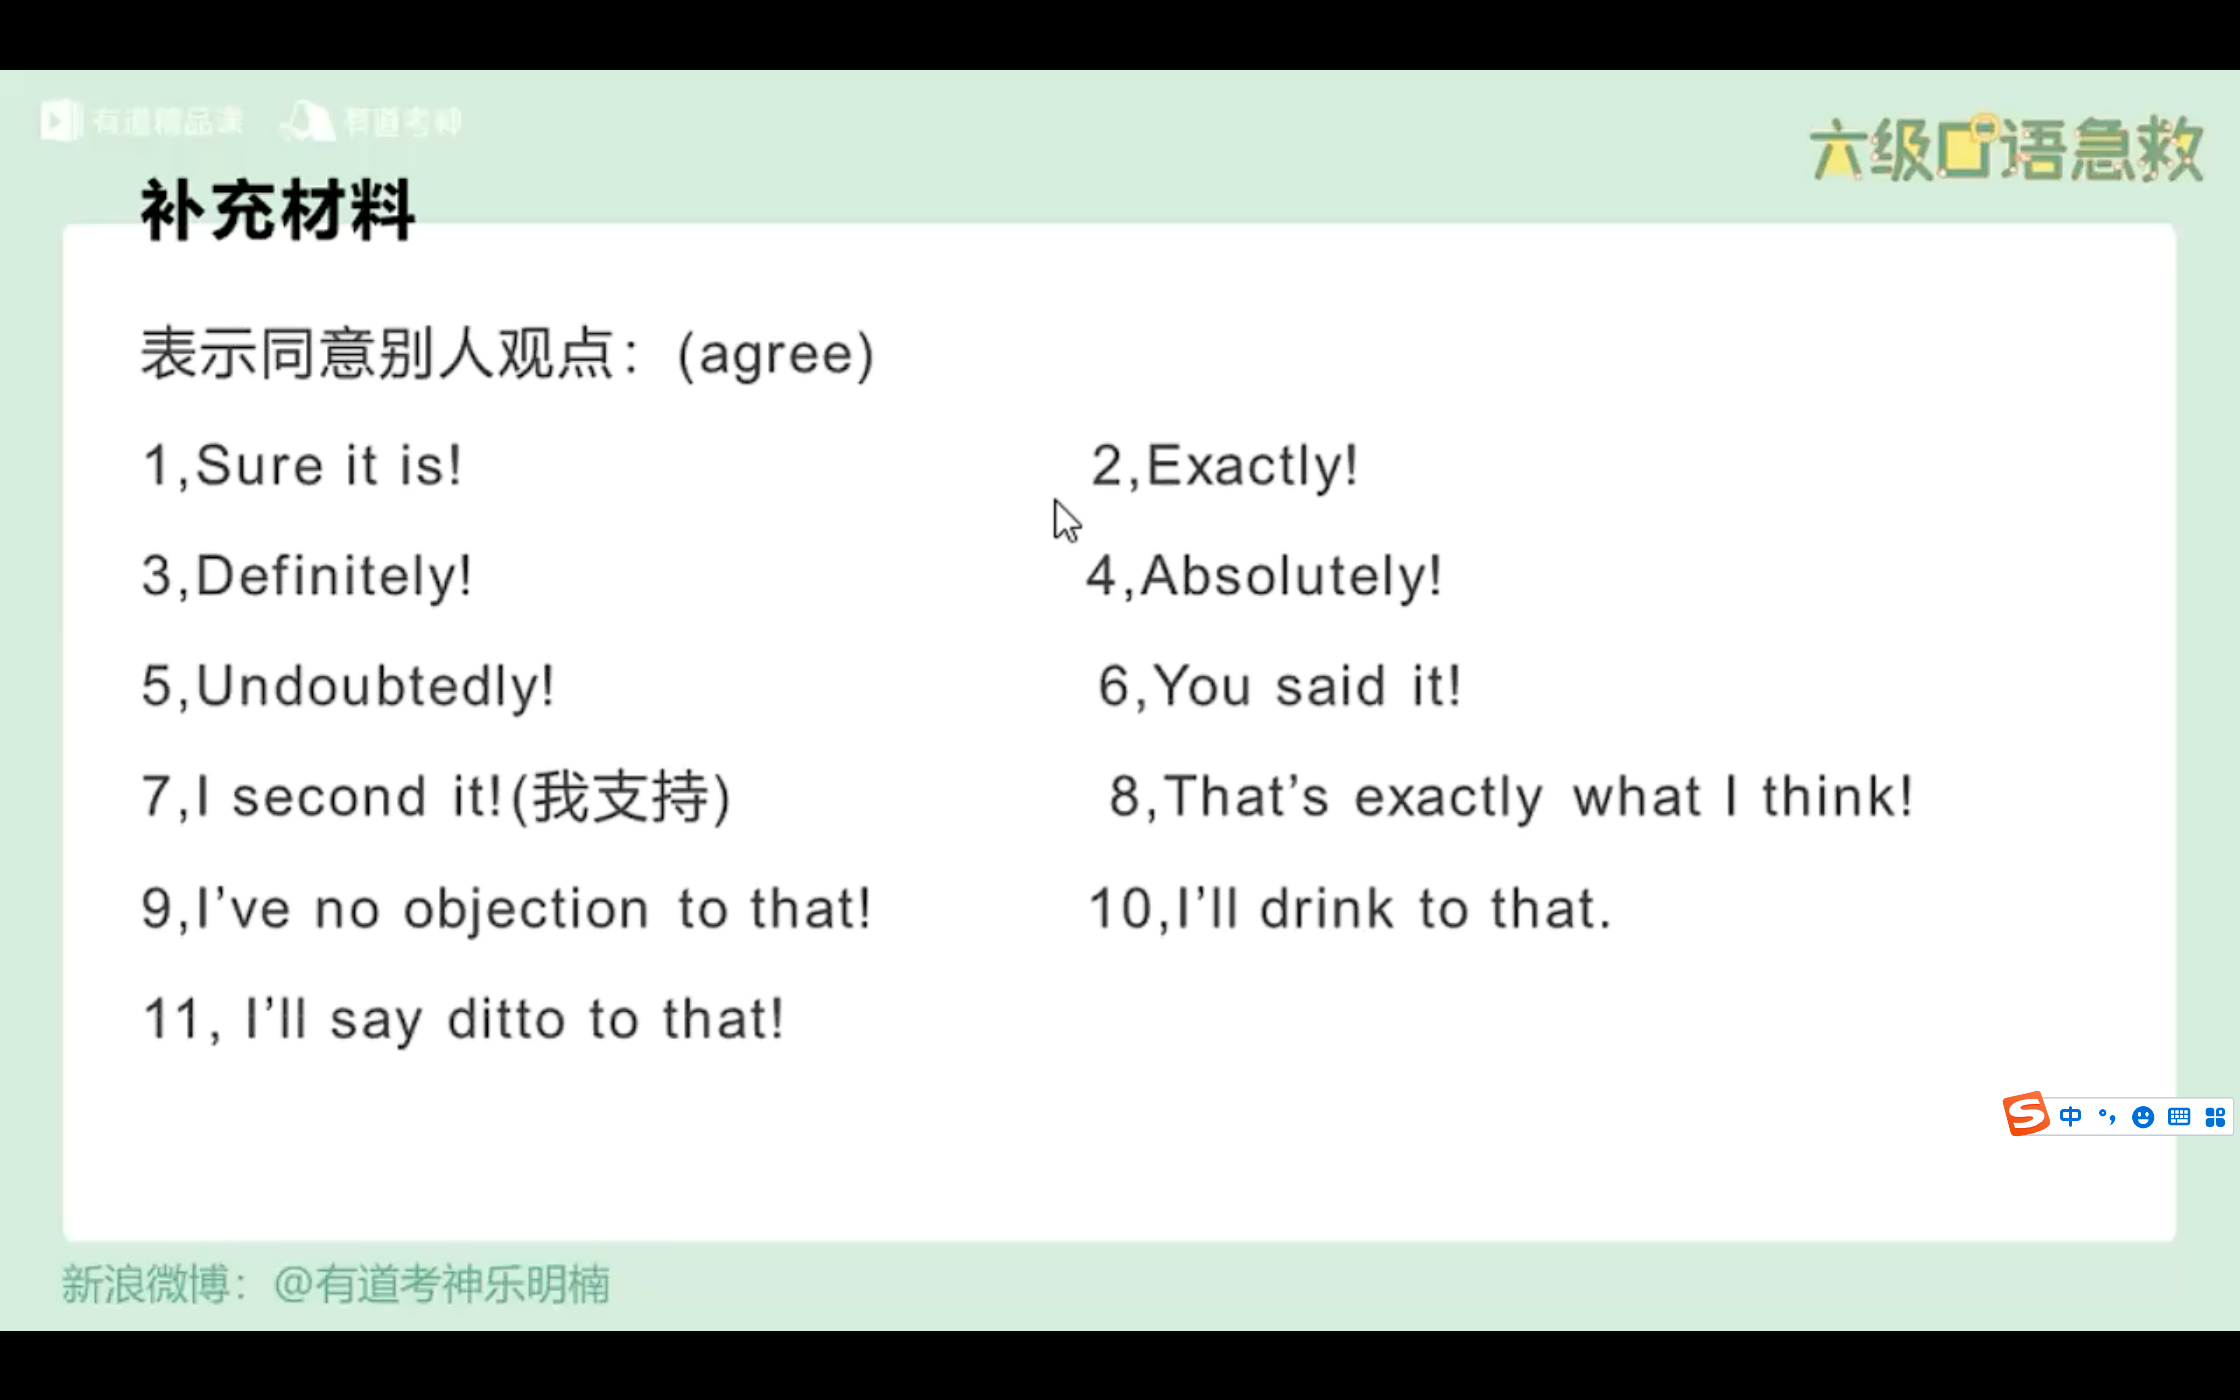 有道精品课 有道考神
六级口语急救
补充材料
表示同意别人观点：(agree)
1,Sure it is! 2,Exactly!
3,Definitely! 4,Absolutely!
5,Undoubtedly! 6,You said it!
7,I second it!(我支持) 8,That’s exactly what I think!
9,I’ve no objection to that! 10,I’ll drink to that.
11, I’ll say ditto to that!
中
新浪微博：@有道考神乐明楠